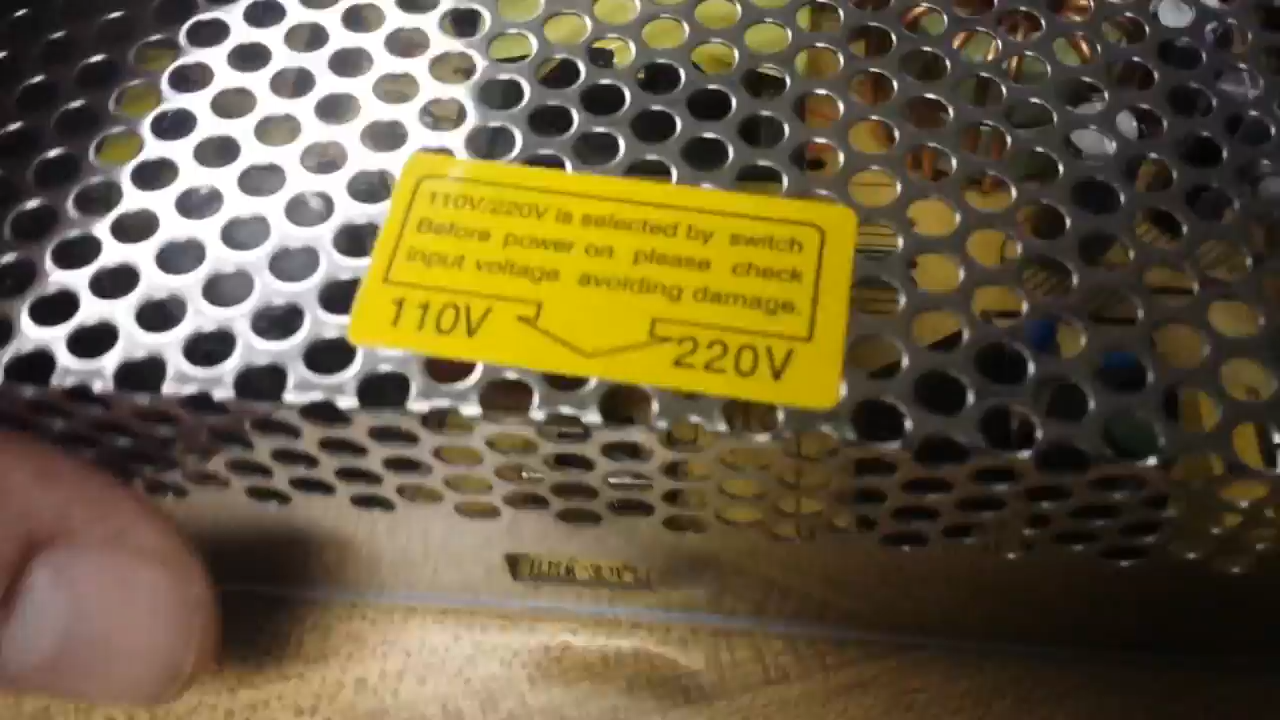 110V/220V is selected by switch
Before power on please check
input voltage avoiding damage.
110V 220V